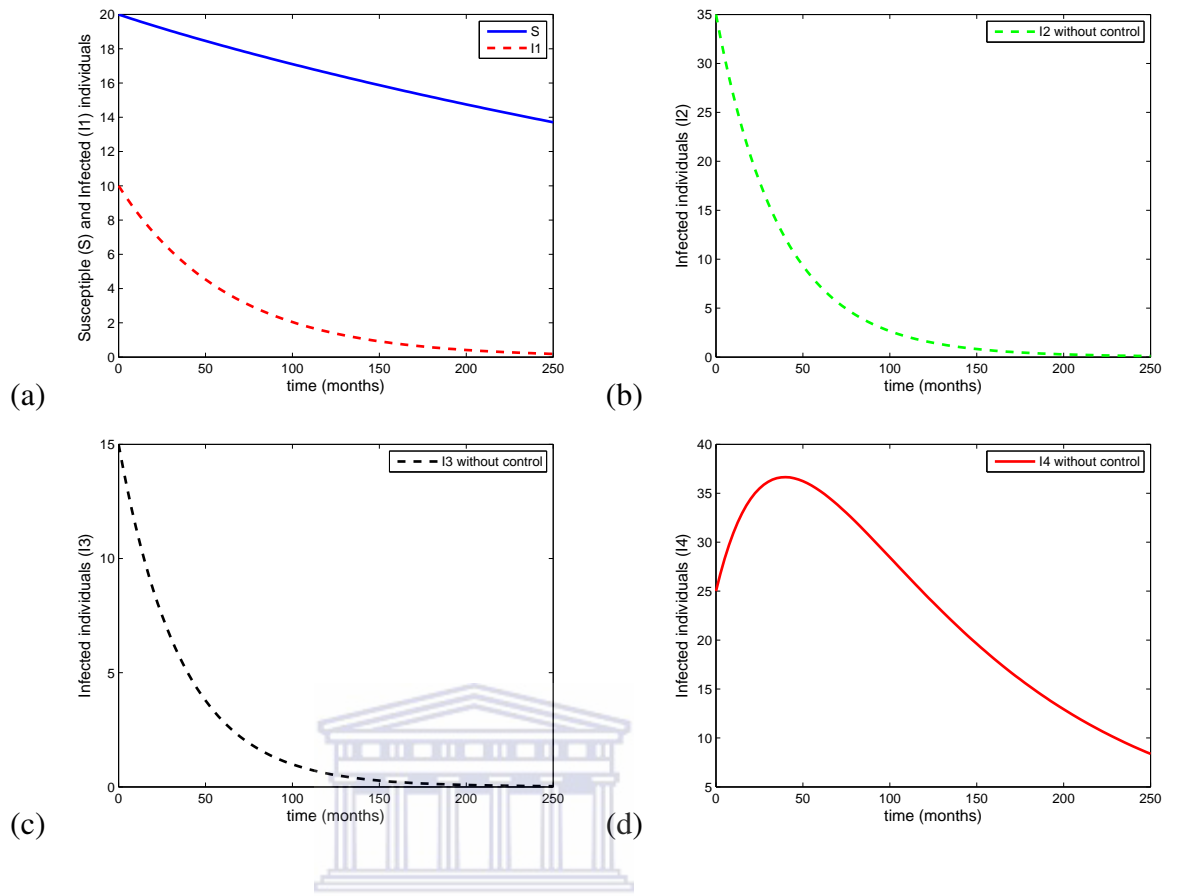 20
18
16
14
12
10
8
6
4
2
0
Susceptiple (S) and Infected (I1) individuals
S
I1
0 50 100 150 200 250
time (months)
(a)
35
30
25
20
15
10
5
0
Infected individuals (I2)
I2 without control
0 50 100 150 200 250
time (months)
(b)
15
10
5
0
Infected individuals (I3)
I3 without control
0 50 100 150 200 250
time (months)
(c)
40
35
30
25
20
15
10
5
Infected individuals (I4)
I4 without control
0 50 100 150 200 250
time (months)
(d)